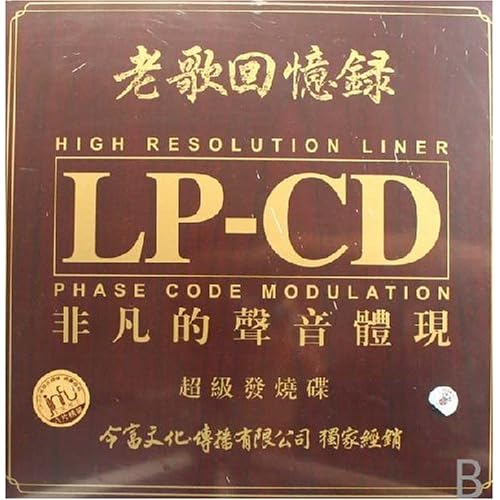 老歌回憶録
HIGH RESOLUTION LINER
LP-CD
PHASE CODE MODULATION
非凡的聲音體現
超級發燒碟
infu
今富文化傳播有限公司 獨家經銷
B